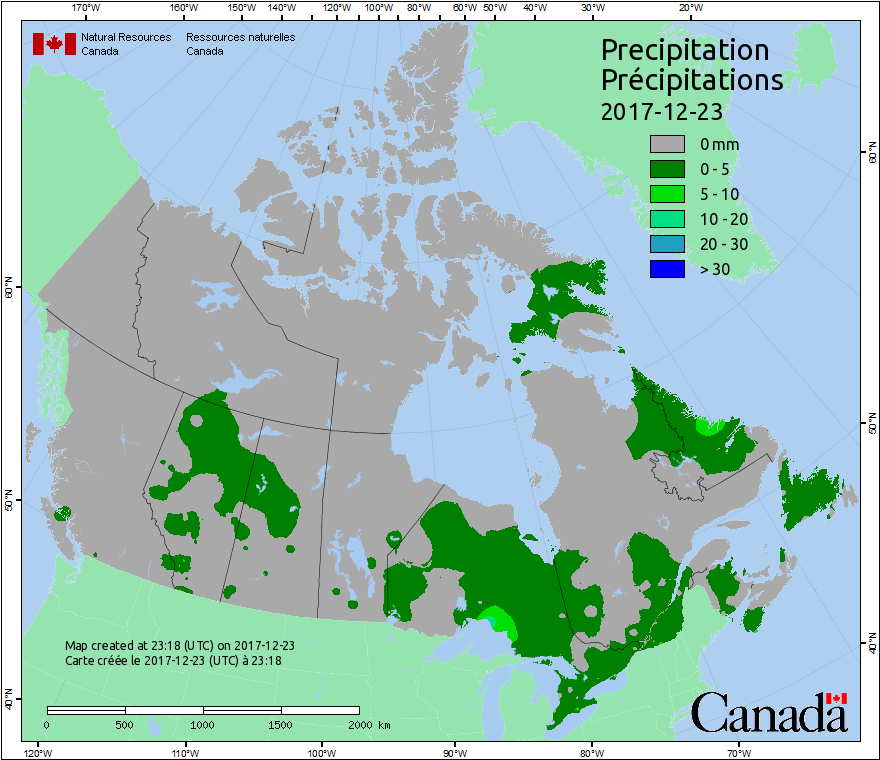 170°W 160°W 150°W 140°W 120°W 100°W 80°W 60°W 50°W 40°W 30°W 20°W
Natural Resources Ressources naturelles
Canada Canada
Precipitation
Précipitations
2017-12-23
0 mm
0 - 5
5 - 10
10 - 20
20 - 30
> 30
60°N
60°N
50°N
50°N
40°N
40°N
Map created at 23:18 (UTC) on 2017-12-23
Carte créée le 2017-12-23 (UTC) à 23:18
0 500 1000 1500 2000 km
Canada
120°W 110°W 100°W 90°W 80°W 70°W